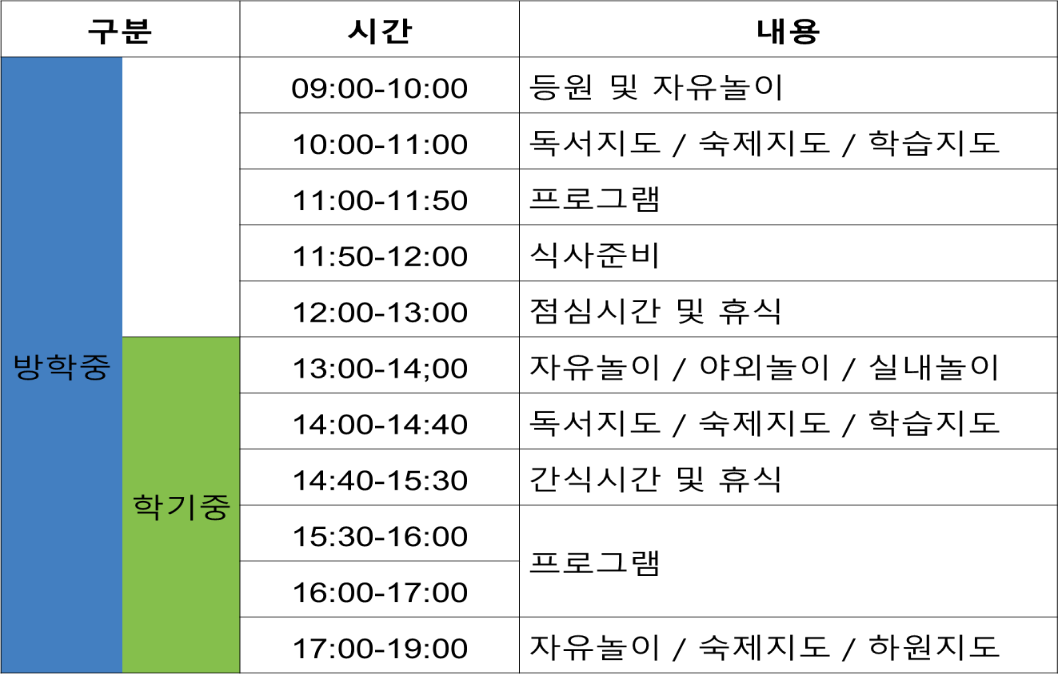 구분 시간 내용
09:00-10:00 등원 및 자유놀이
10:00-11:00 독서지도 / 숙제지도 / 학습지도
11:00-11:50 프로그램
11:50-12:00 식사준비
12:00-13:00 점심시간 및 휴식
방학중 13:00-14;00 자유놀이 / 야외놀이 / 실내놀이
14:00-14:40 독서지도 / 숙제지도 / 학습지도
14:40-15:30 간식시간 및 휴식
학기중
15:30-16:00
프로그램
16:00-17:00
17:00-19:00 자유놀이 / 숙제지도 / 하원지도